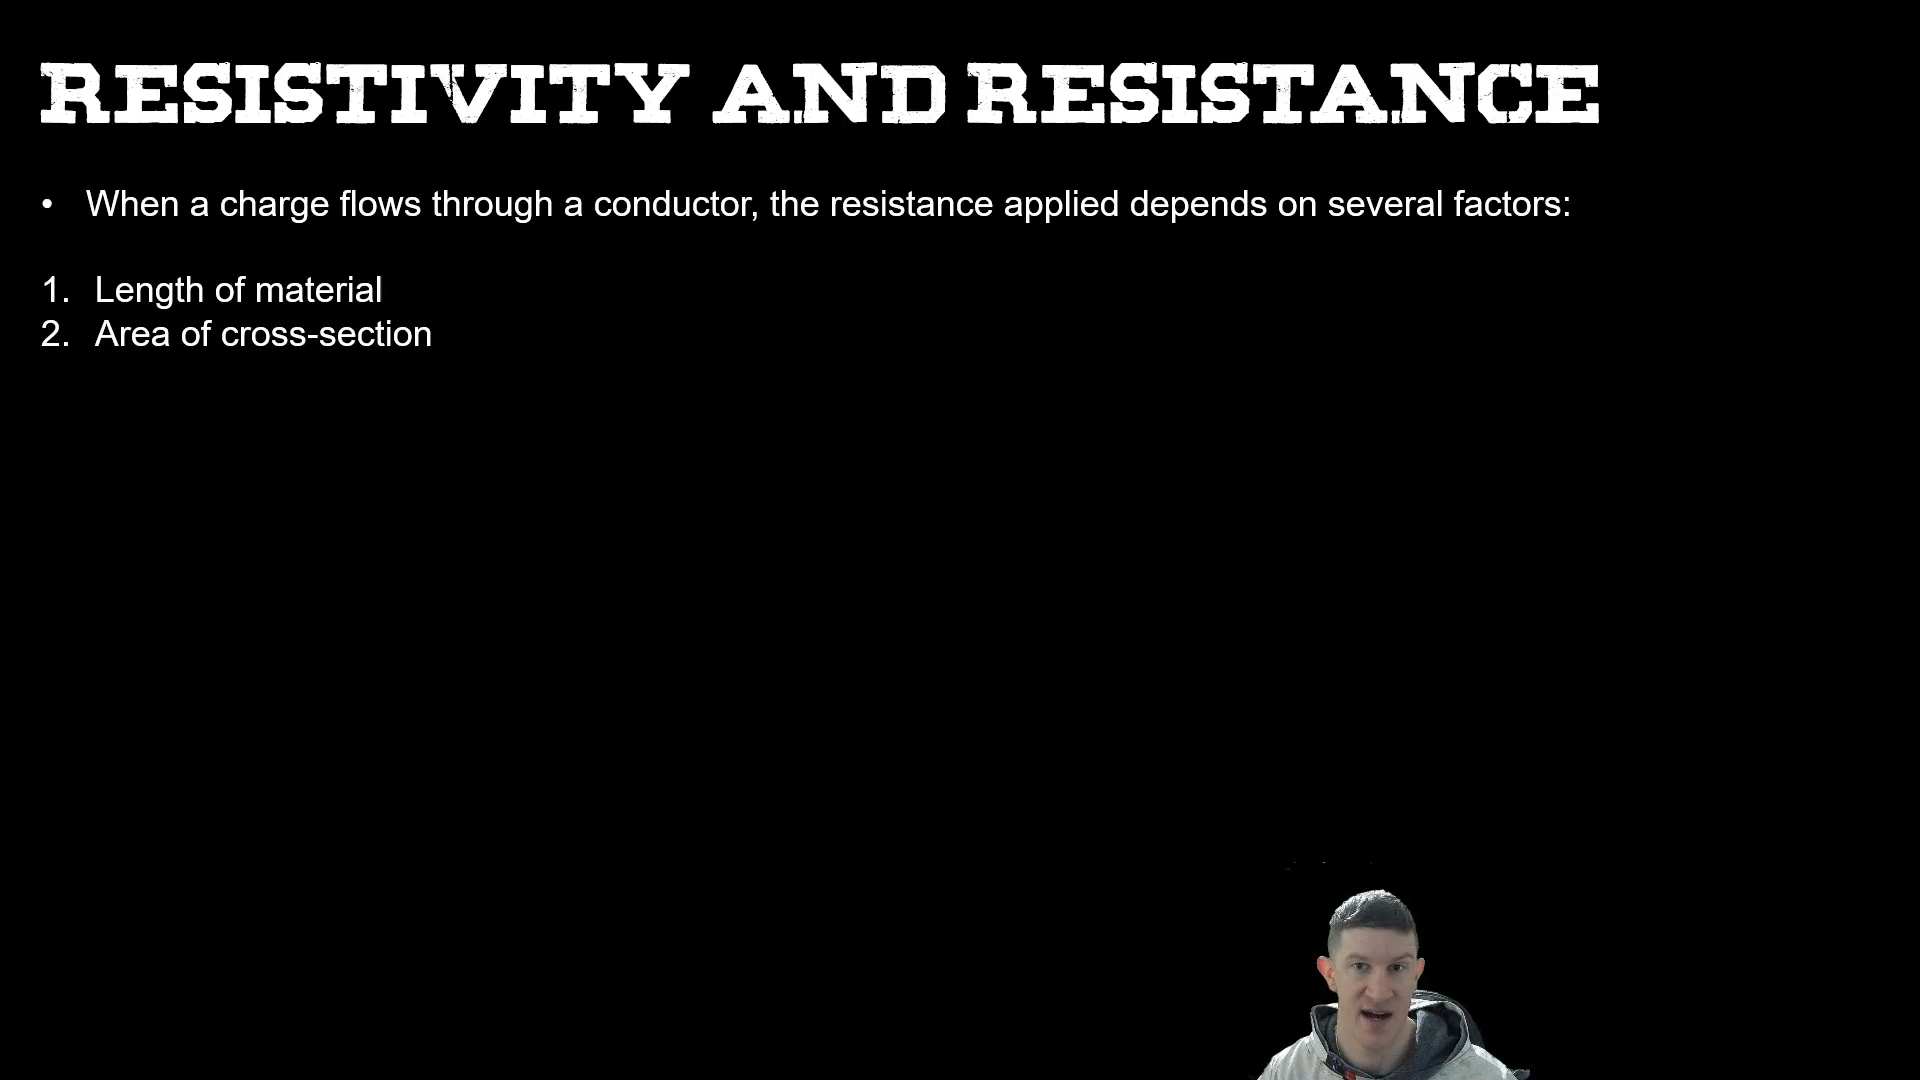 RESISTIVITY AND RESISTANCE
• When a charge flows through a conductor, the resistance applied depends on several factors:
1. Length of material
2. Area of cross-section